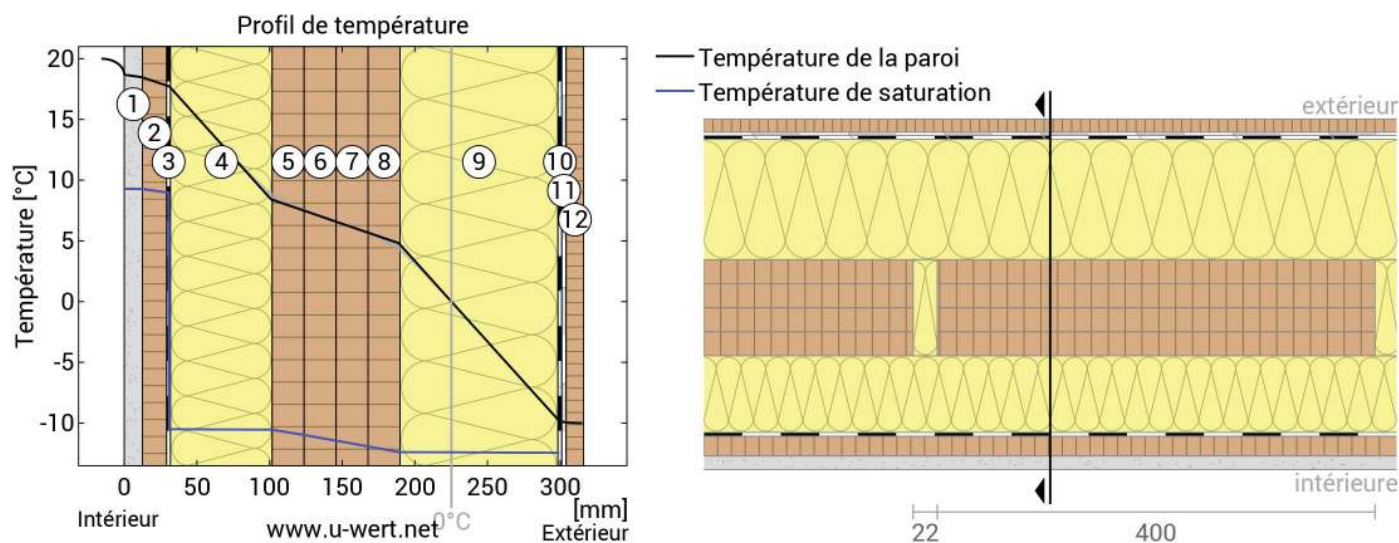 Profil de température
Température [°C]
20
15
10
5
0
-5
-10
1
2
3
4
5
6
7
8
9
10
11
12
0
50
100
150
200
250
300
[mm]
Intérieur
www.u-wert.net
0°C
Extérieur
Température de la paroi
Température de saturation
extérieur
intérieure
22
400